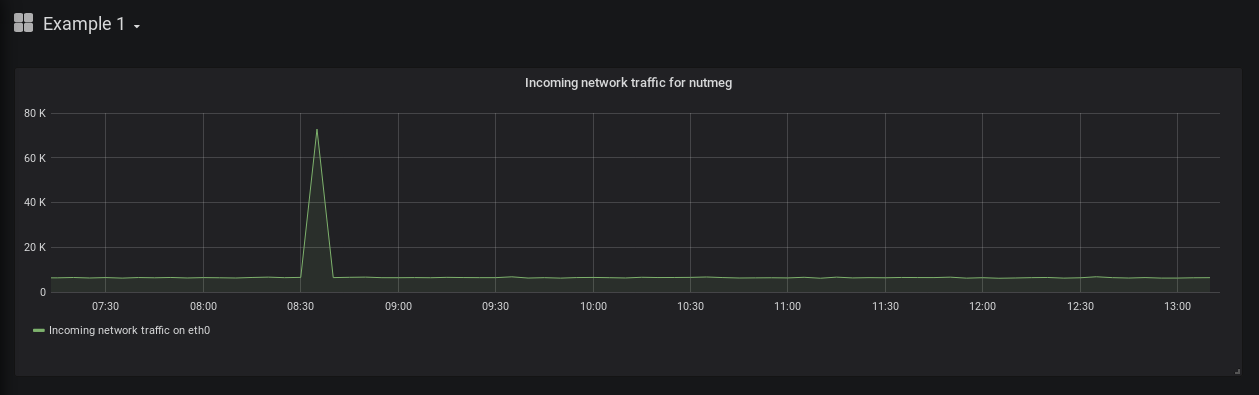 Example 1
Incoming network traffic for nutmeg
80 K
60 K
40 K
20 K
0
07:30 08:00 08:30 09:00 09:30 10:00 10:30 11:00 11:30 12:00 12:30 13:00
Incoming network traffic on eth0